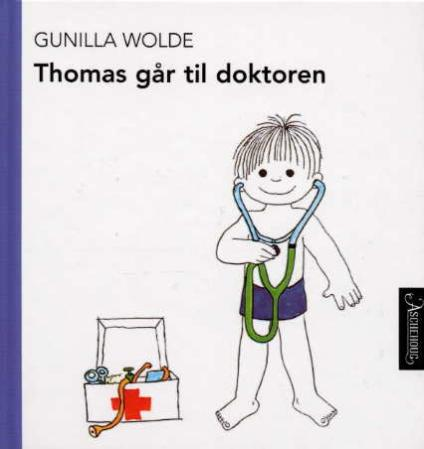 GUNILLA WOLDE
Thomas går til doktoren
ASCHEHOUG